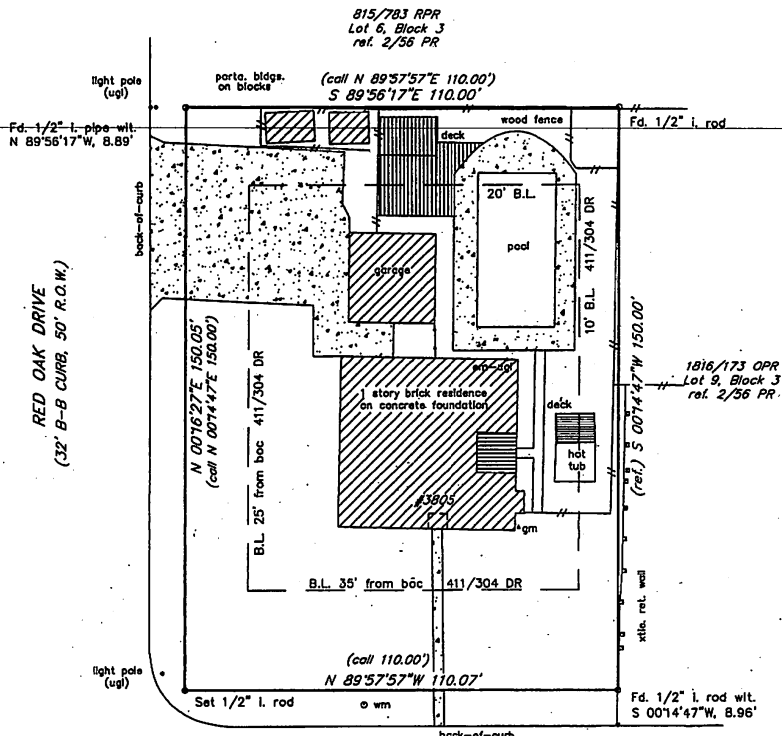 815/783 RPR
Lot 6, Block 3
ref. 2/56 PR
light pole
(ugl)
porta. bldgs.
on blocks
(call N 89°57'57"E 110.00')
S 89°56'17"E 110.00'
wood fence
deck
Fd. 1/2" i. pipe wit.
N 89°56'17"W, 8.89'
Fd. 1/2" i. rod
back-of-curb
20' B.L.
pool
garage
10' B.L. 411/304 DR
RED OAK DRIVE
(32' B-B CURB, 50' R.O.W.)
N 00°16'27"E 150.05'
(call N 00°14'47"E 150.00')
B.L. 25' from boc 411/304 DR
(ref.) S 00°14'47"W 150.00'
1816/173 OPR
Lot 9, Block 3
ref. 2/56 PR
em-ugl
1 story brick residence
on concrete foundation
deck
hot
tub
#3805
gm
B.L. 35' from boc 411/304 DR
xtie. ret. wall
(call 110.00')
N 89°57'57"W 110.07'
light pole
(ugl)
Set 1/2" i. rod
wm
Fd. 1/2" i. rod wit.
S 00°14'47"W, 8.96'
back-of-curb